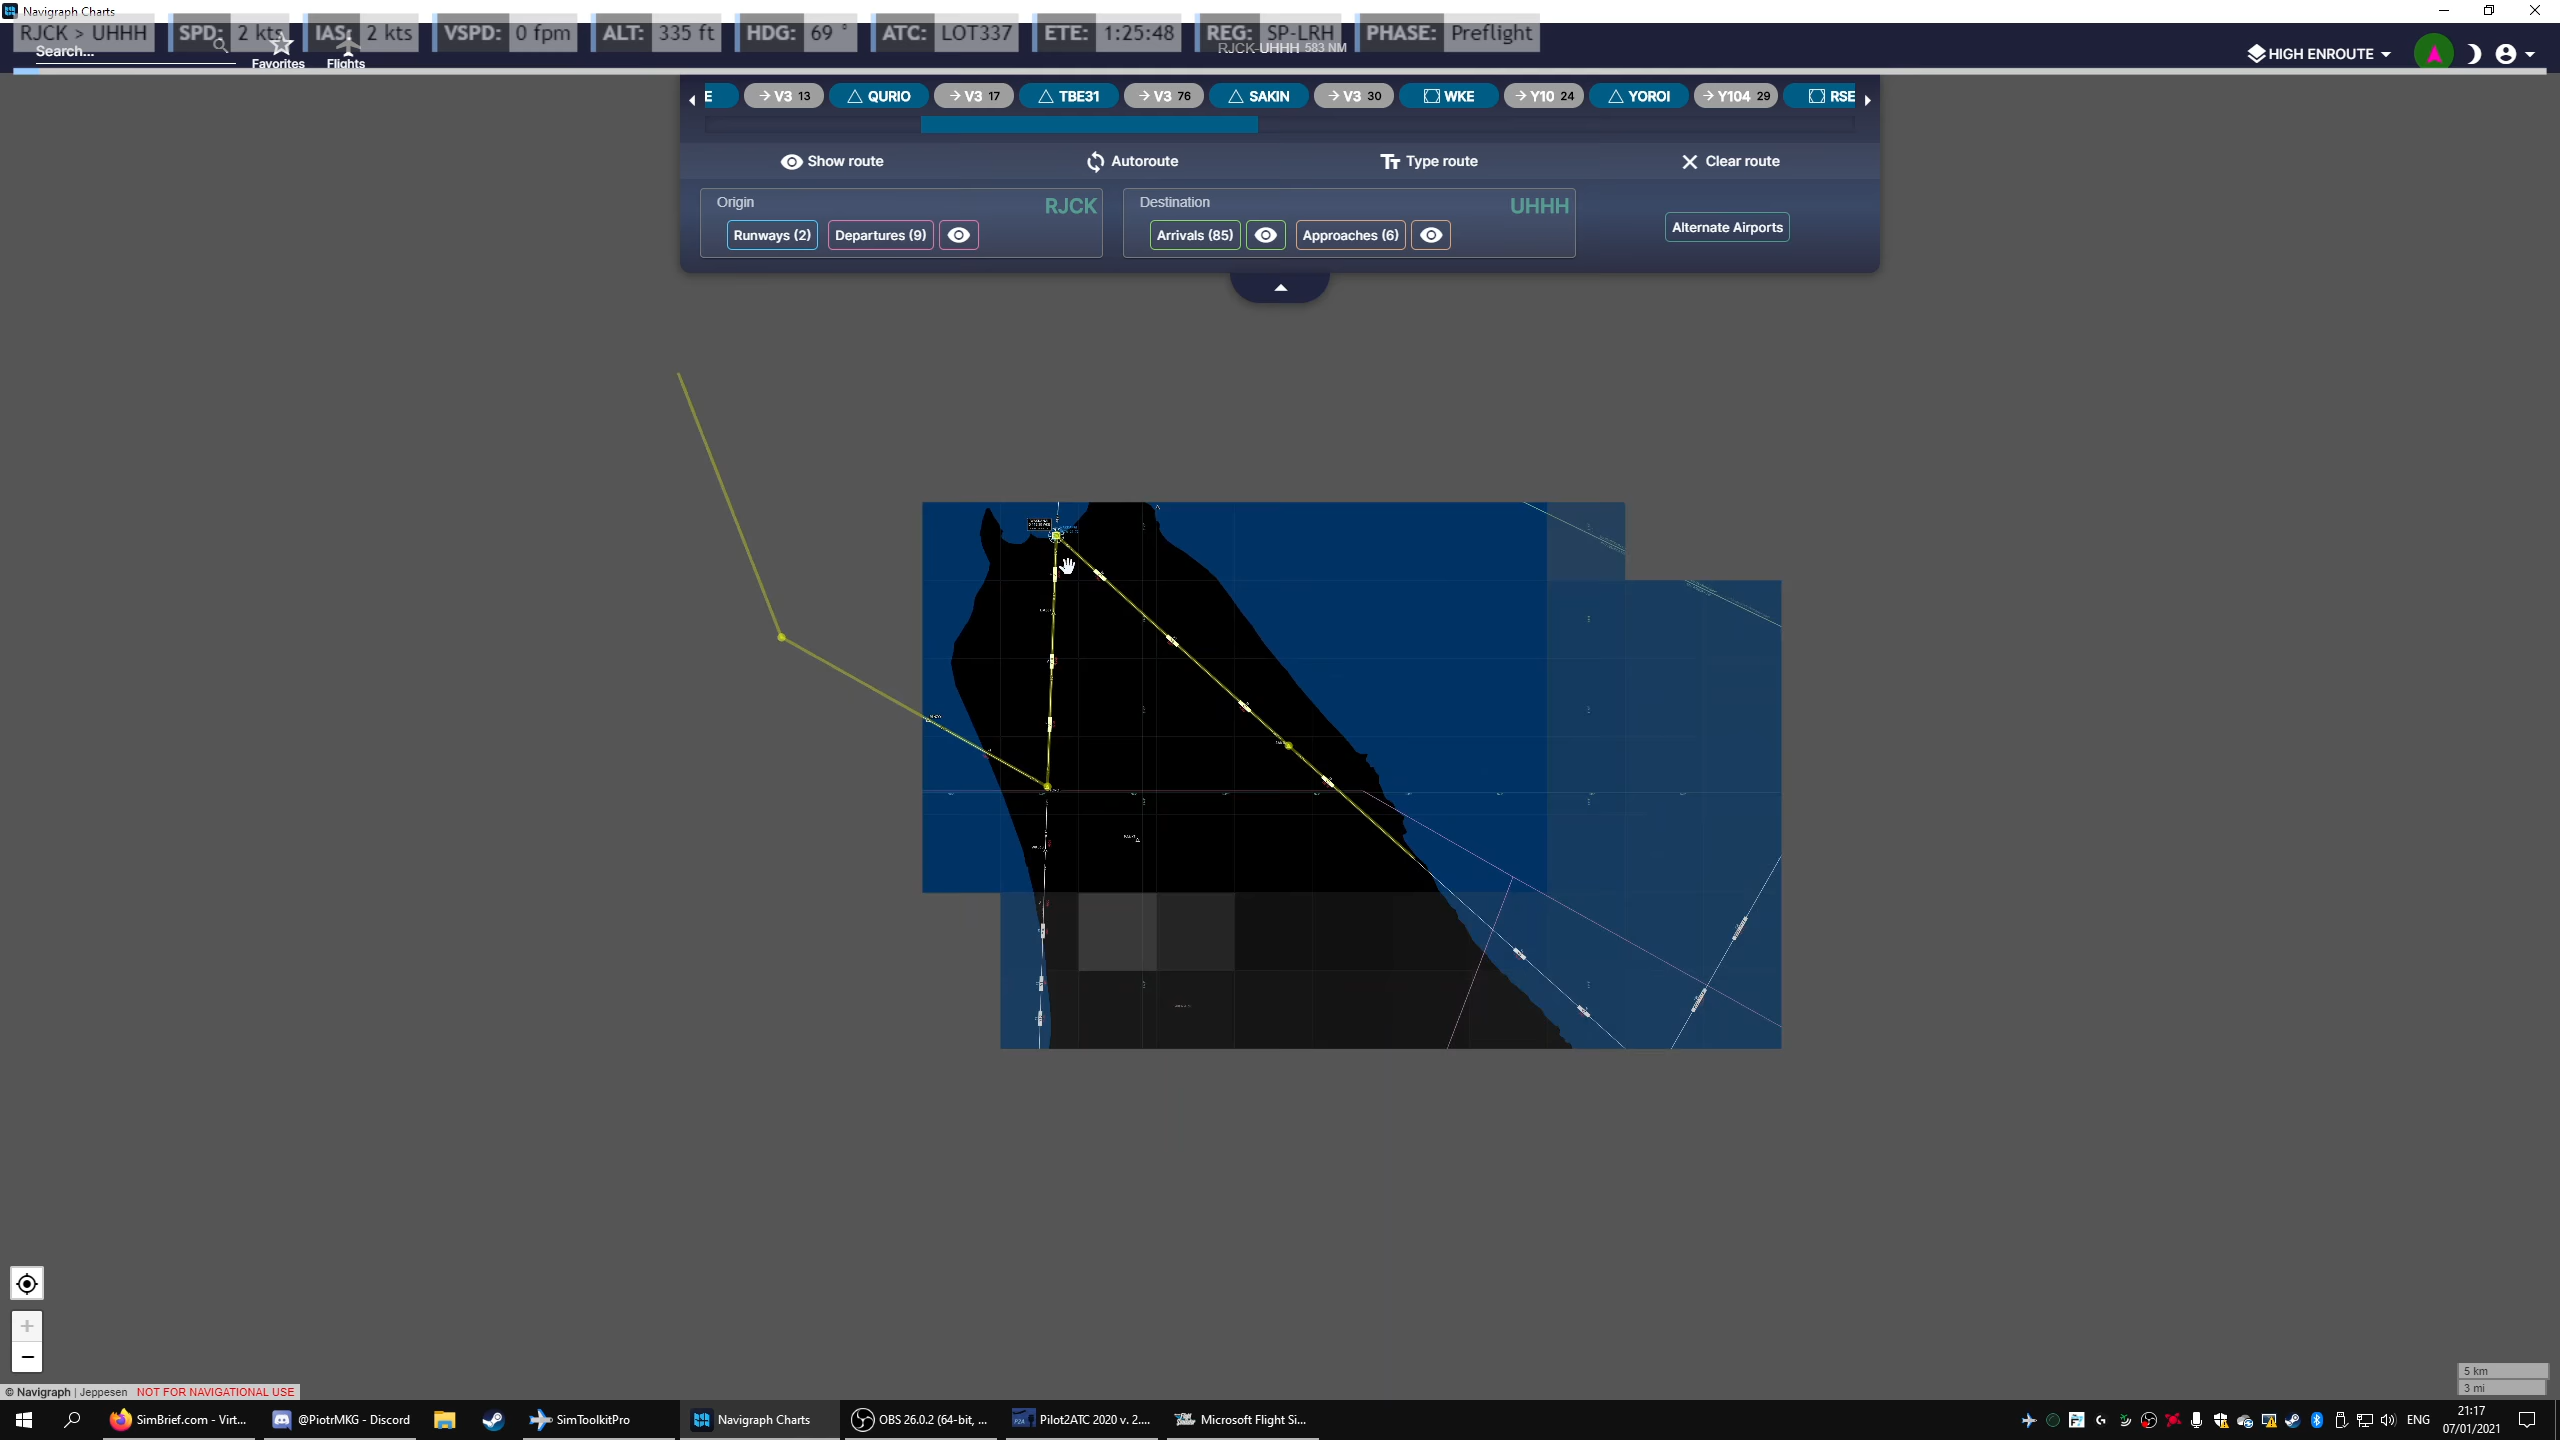 Navigraph Charts
RJCK > UHHH SPD: 2 kts IAS: 2 kts VSPD: 0 fpm ALT: 335 ft HDG: 69 ° ATC: LOT337 ETE: 1:25:48 REG: SP-LRH PHASE: Preflight
Search... Favorites Flights RJCK-UHHH 583 NM HIGH ENROUTE
E V3 13 QURIO V3 17 TBE31 V3 76 SAKIN V3 30 WKE Y10 24 YOROI Y104 29 RSE
Show route Autoroute Type route Clear route
Origin RJCK Destination UHHH
Runways (2) Departures (9) Arrivals (85) Approaches (6) Alternate Airports
5 km
3 mi
© Navigraph | Jeppesen NOT FOR NAVIGATIONAL USE
SimBrief.com - Virt... @PiotrMKG - Discord SimToolkitPro Navigraph Charts OBS 26.0.2 (64-bit, ... Pilot2ATC 2020 v. 2.... Microsoft Flight Si... ENG 21:17
07/01/2021